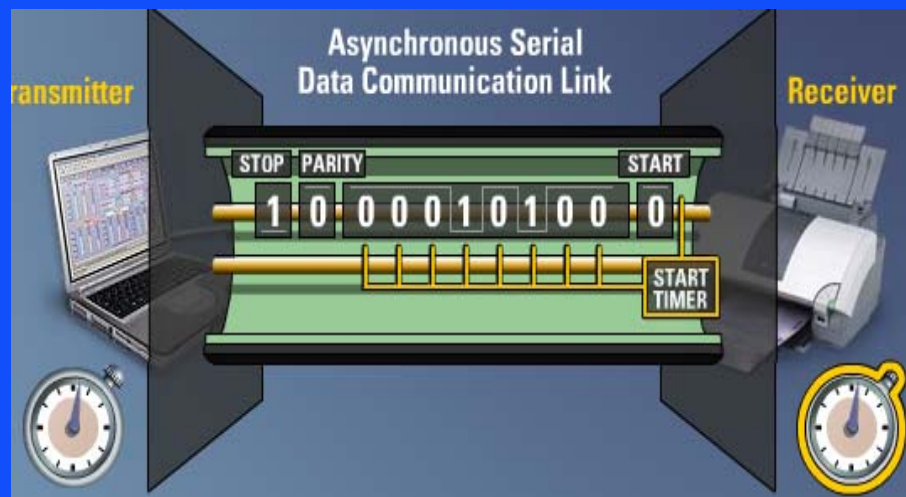 Asynchronous Serial
Data Communication Link
ransmitter
Receiver
STOP PARITY START
1 0 0 0 0 1 0 1 0 0 0
START
TIMER